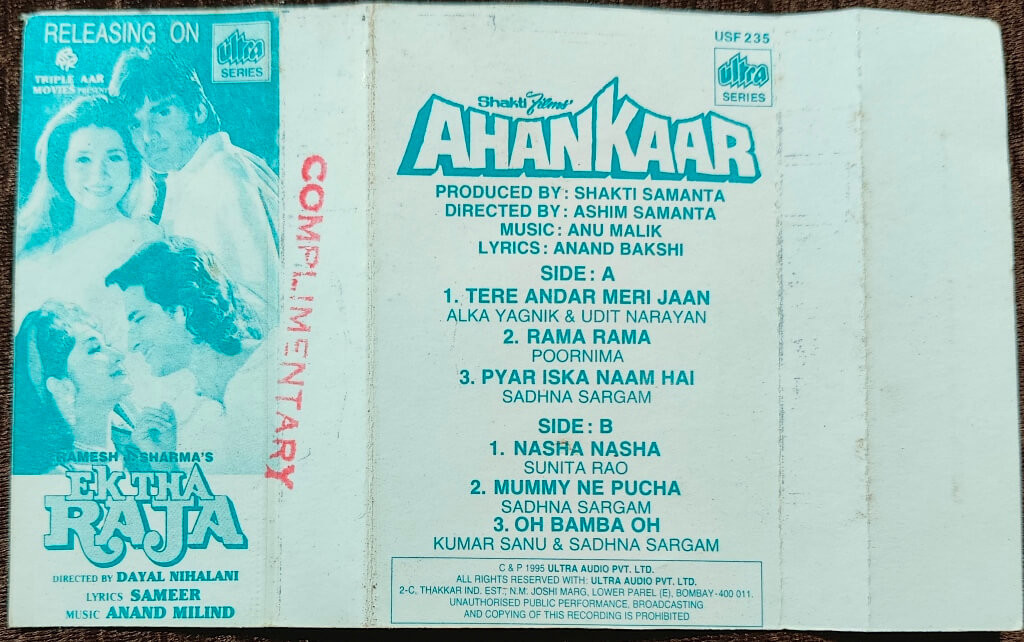 RELEASING ON
ultra
SERIES
TRIPLE AAR
MOVIES PRESENT
RAMESH J. SHARMA'S
EK THA
RAJA
DIRECTED BY DAYAL NIHALANI
LYRICS SAMEER
MUSIC ANAND MILIND
COMPLIMENTARY
USF 235
ultra
SERIES
Shakti Films'
AHANKAAR
PRODUCED BY : SHAKTI SAMANTA
DIRECTED BY : ASHIM SAMANTA
MUSIC : ANU MALIK
LYRICS : ANAND BAKSHI
SIDE : A
1. TERE ANDAR MERI JAAN
ALKA YAGNIK & UDIT NARAYAN
2. RAMA RAMA
POORNIMA
3. PYAR ISKA NAAM HAI
SADHNA SARGAM
SIDE : B
1. NASHA NASHA
SUNITA RAO
2. MUMMY NE PUCHA
SADHNA SARGAM
3. OH BAMBA OH
KUMAR SANU & SADHNA SARGAM
C & P 1995 ULTRA AUDIO PVT. LTD.
ALL RIGHTS RESERVED WITH: ULTRA AUDIO PVT. LTD.
2-C, THAKKAR IND. EST., N.M. JOSHI MARG, LOWER PAREL (E), BOMBAY-400 011.
UNAUTHORISED PUBLIC PERFORMANCE, BROADCASTING
AND COPYING OF THIS RECORDING IS PROHIBITED